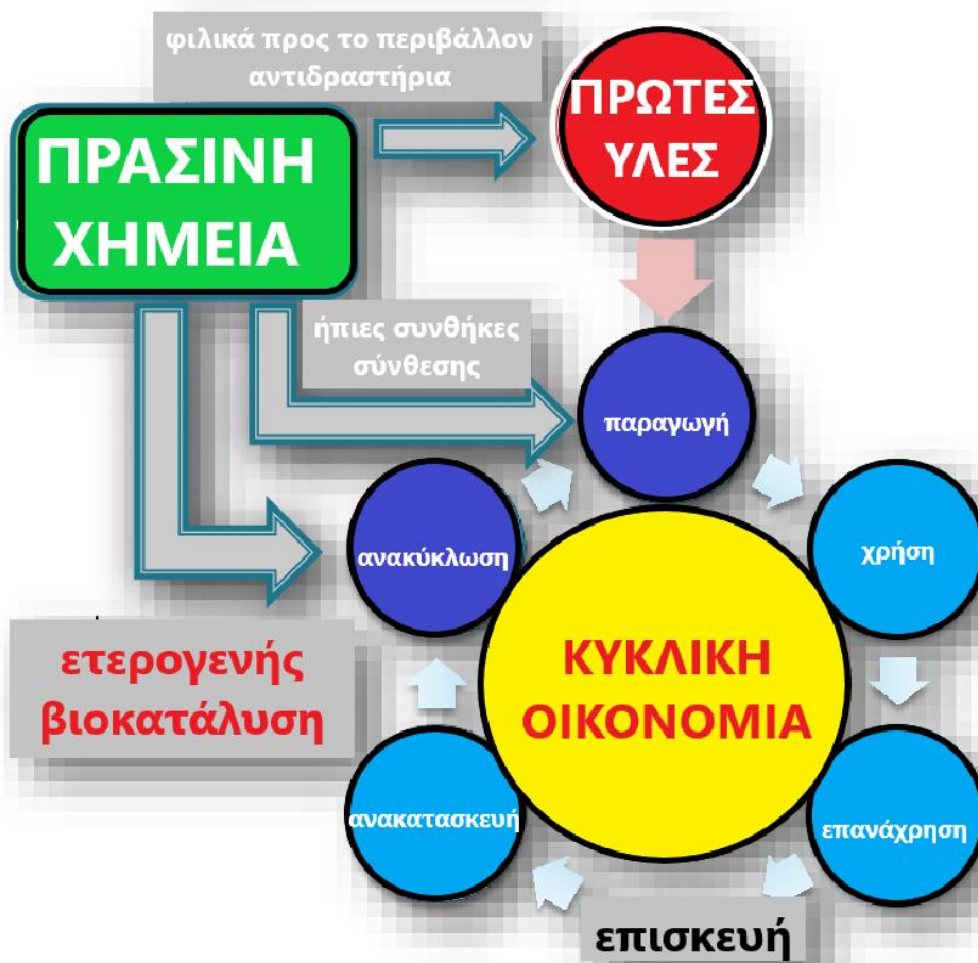 φιλικά προς το περιβάλλον
αντιδραστήρια
ΠΡΩΤΕΣ
ΥΛΕΣ
ΠΡΑΣΙΝΗ
ΧΗΜΕΙΑ
ήπιες συνθήκες
σύνθεσης
παραγωγή
ανακύκλωση
χρήση
ετερογενής
βιοκατάλυση
ΚΥΚΛΙΚΗ
ΟΙΚΟΝΟΜΙΑ
ανακατασκευή
επανάχρηση
επισκευή